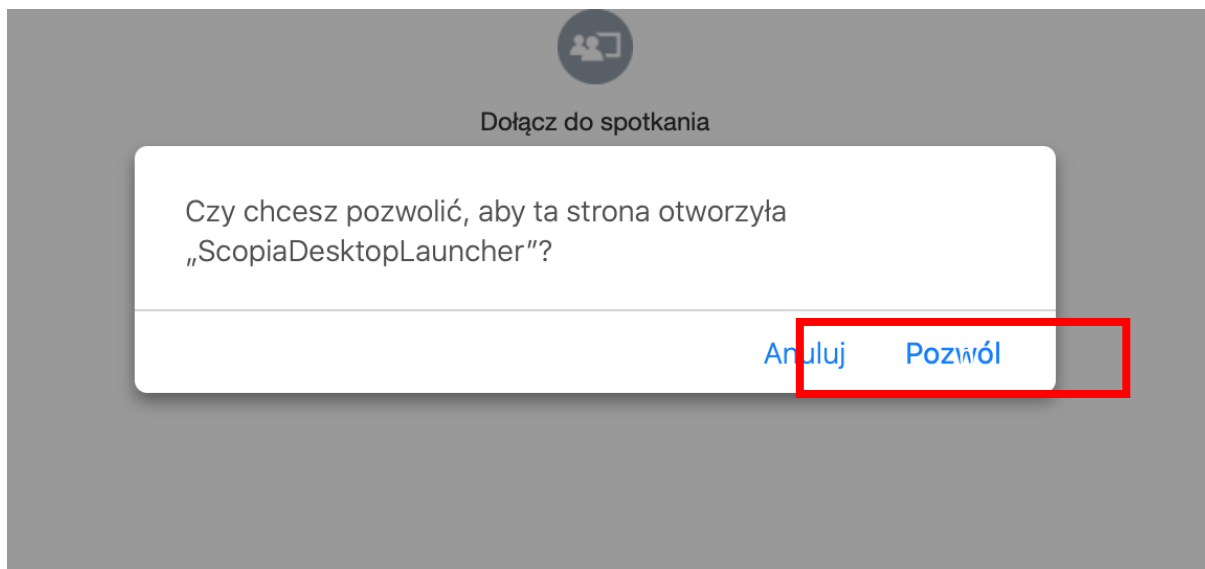 Dołącz do spotkania
Czy chcesz pozwolić, aby ta strona otworzyła
„ScopiaDesktopLauncher”?
Anuluj Pozwól